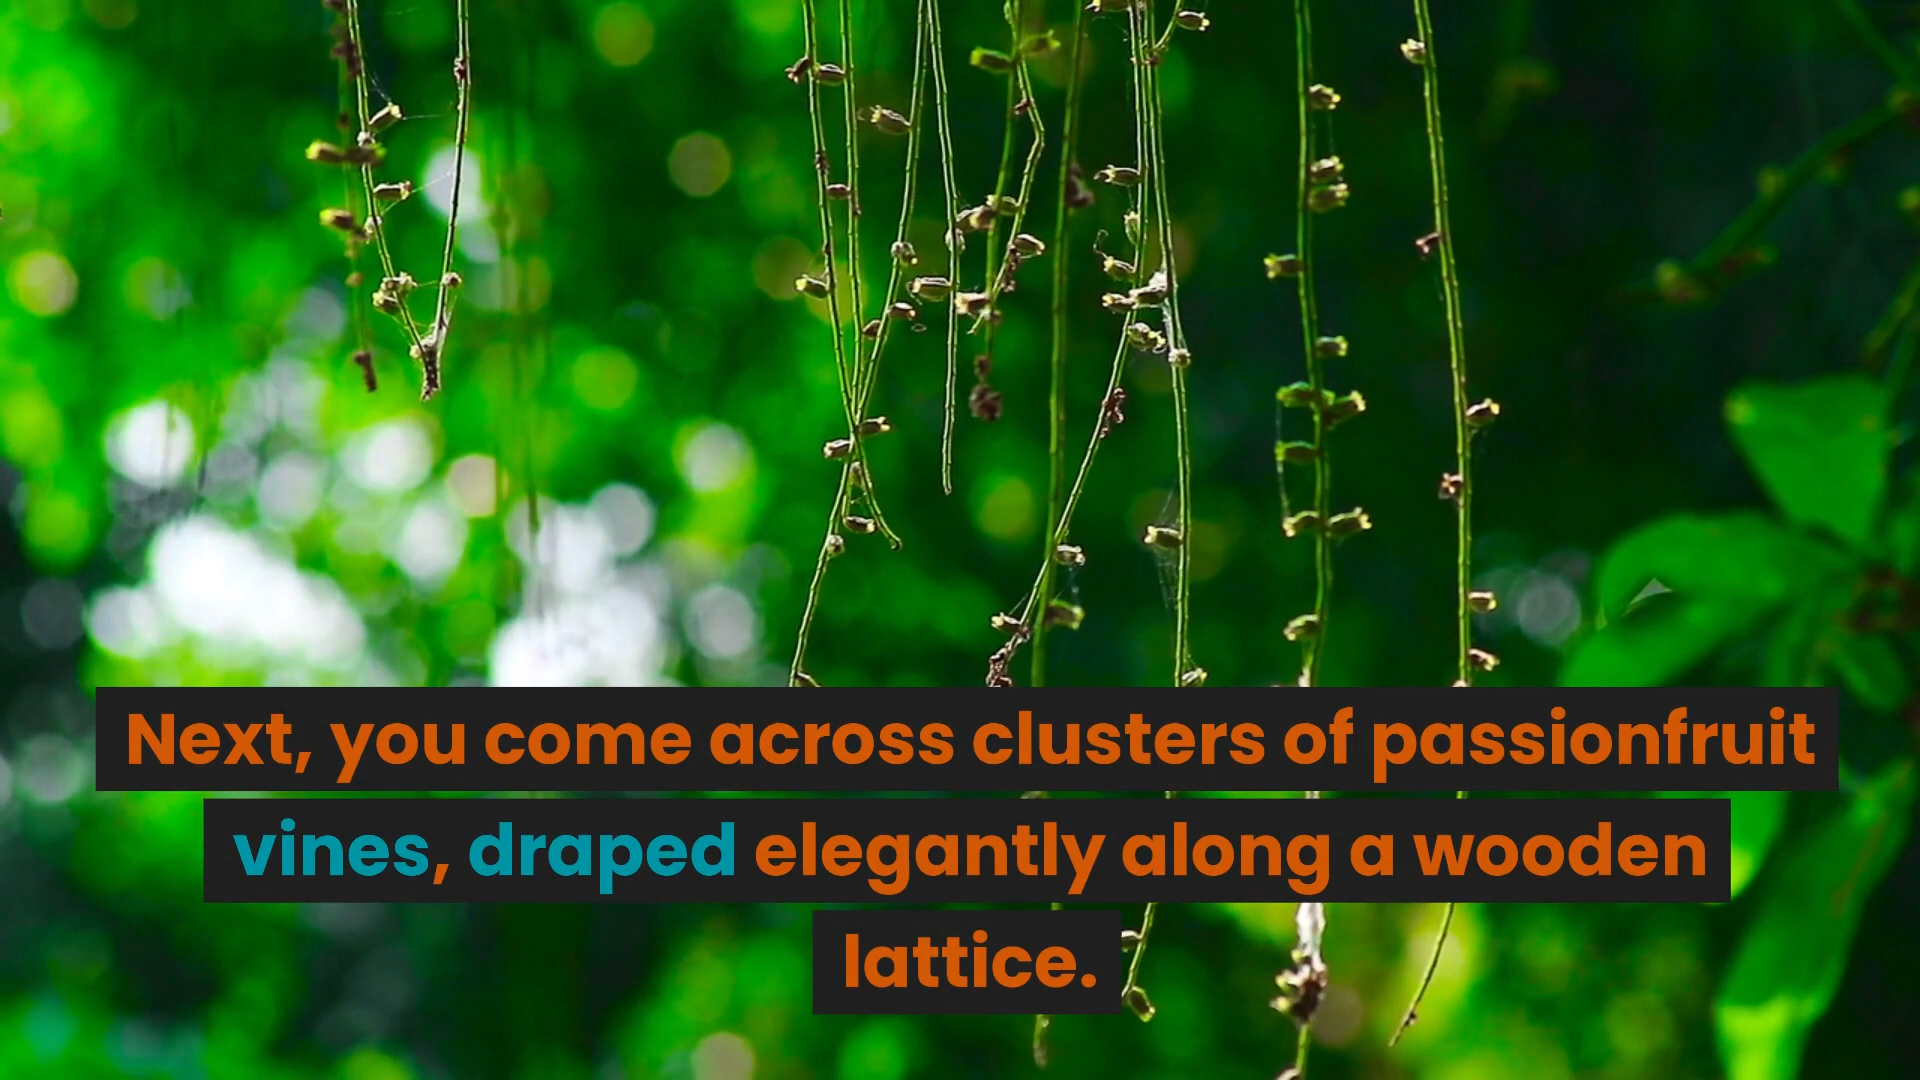 Next, you come across clusters of passionfruit
vines, draped elegantly along a wooden
lattice.